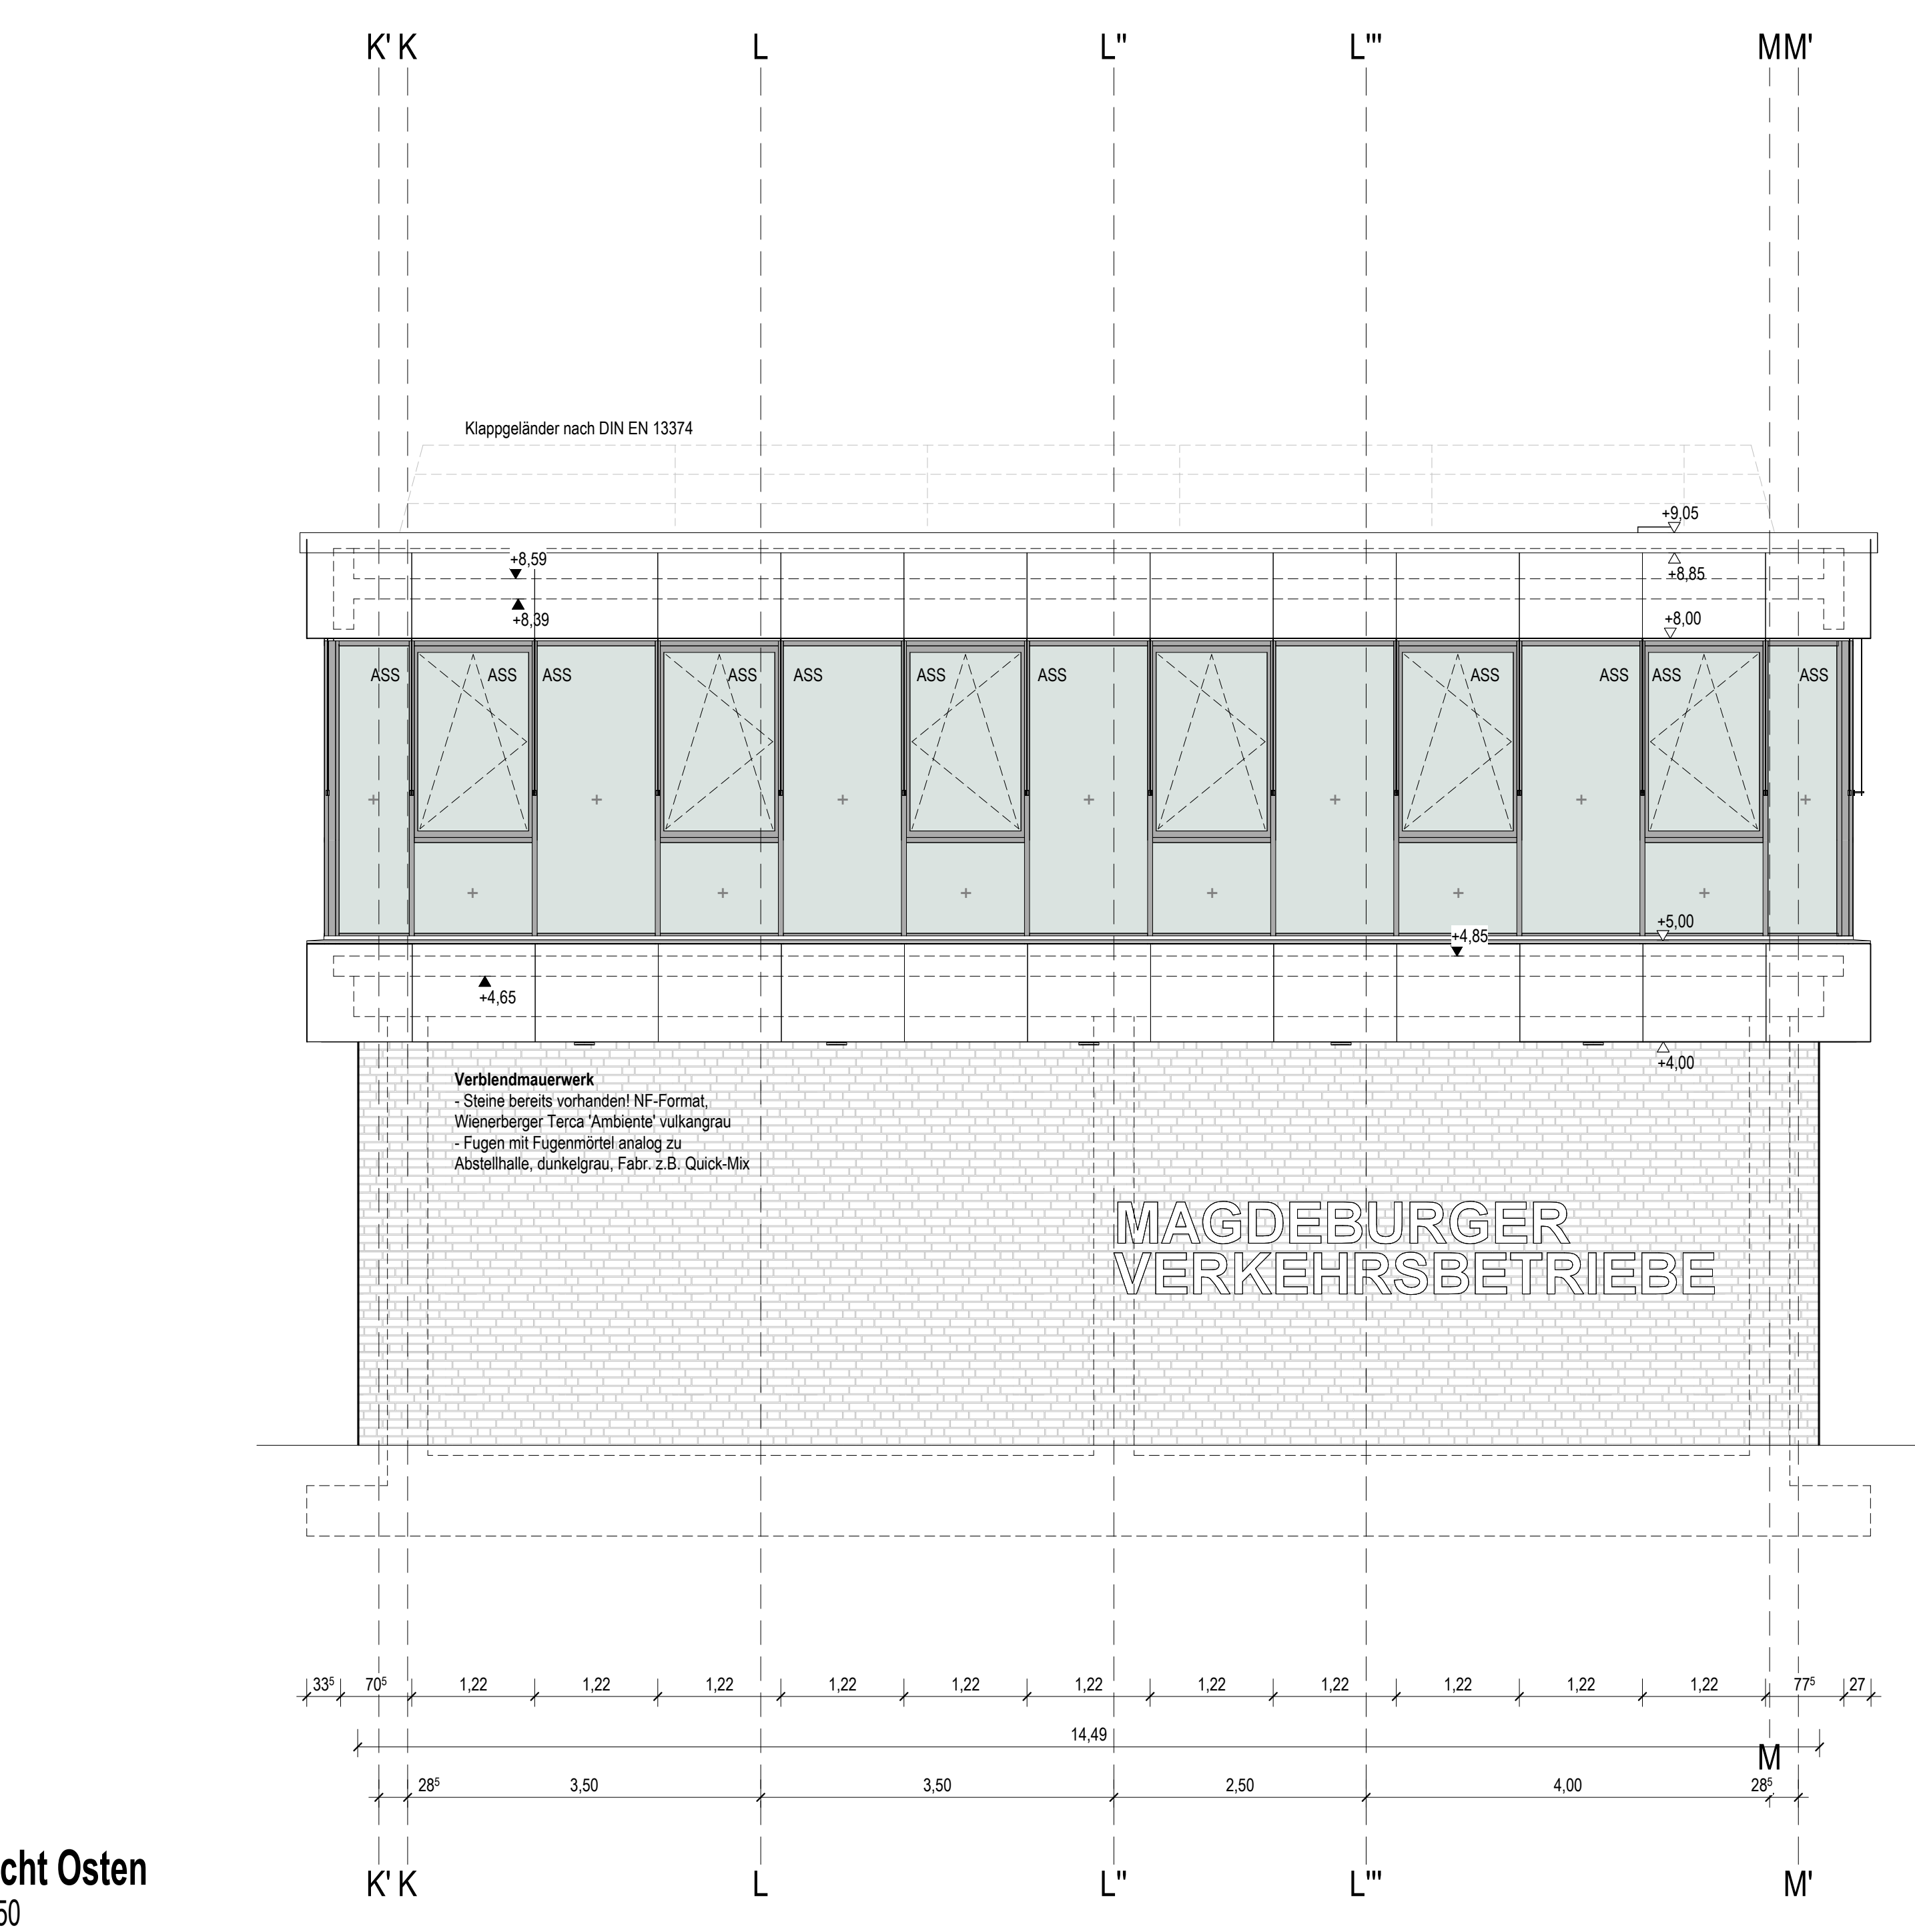 K' K L L'' L''' M M'
Klappgeländer nach DIN EN 13374
+9,05
+8,59
+8,85
+8,39
+8,00
ASS ASS ASS ASS ASS ASS ASS ASS ASS ASS ASS
+5,00
+4,85
+4,65
+4,00
Verblendmauerwerk
- Steine bereits vorhanden! NF-Format,
Wienerberger Terca 'Ambiente' vulkangrau
- Fugen mit Fugenmörtel analog zu
Abstellhalle, dunkelgrau, Fabr. z.B. Quick-Mix
MAGDEBURGER
VERKEHRSBETRIEBE
33⁵ 70⁵ 1,22 1,22 1,22 1,22 1,22 1,22 1,22 1,22 1,22 1,22 1,22 77⁵ 27
14,49
M
28⁵ 3,50 3,50 2,50 4,00 28⁵
cht Osten
K' K L L'' L''' M'
50